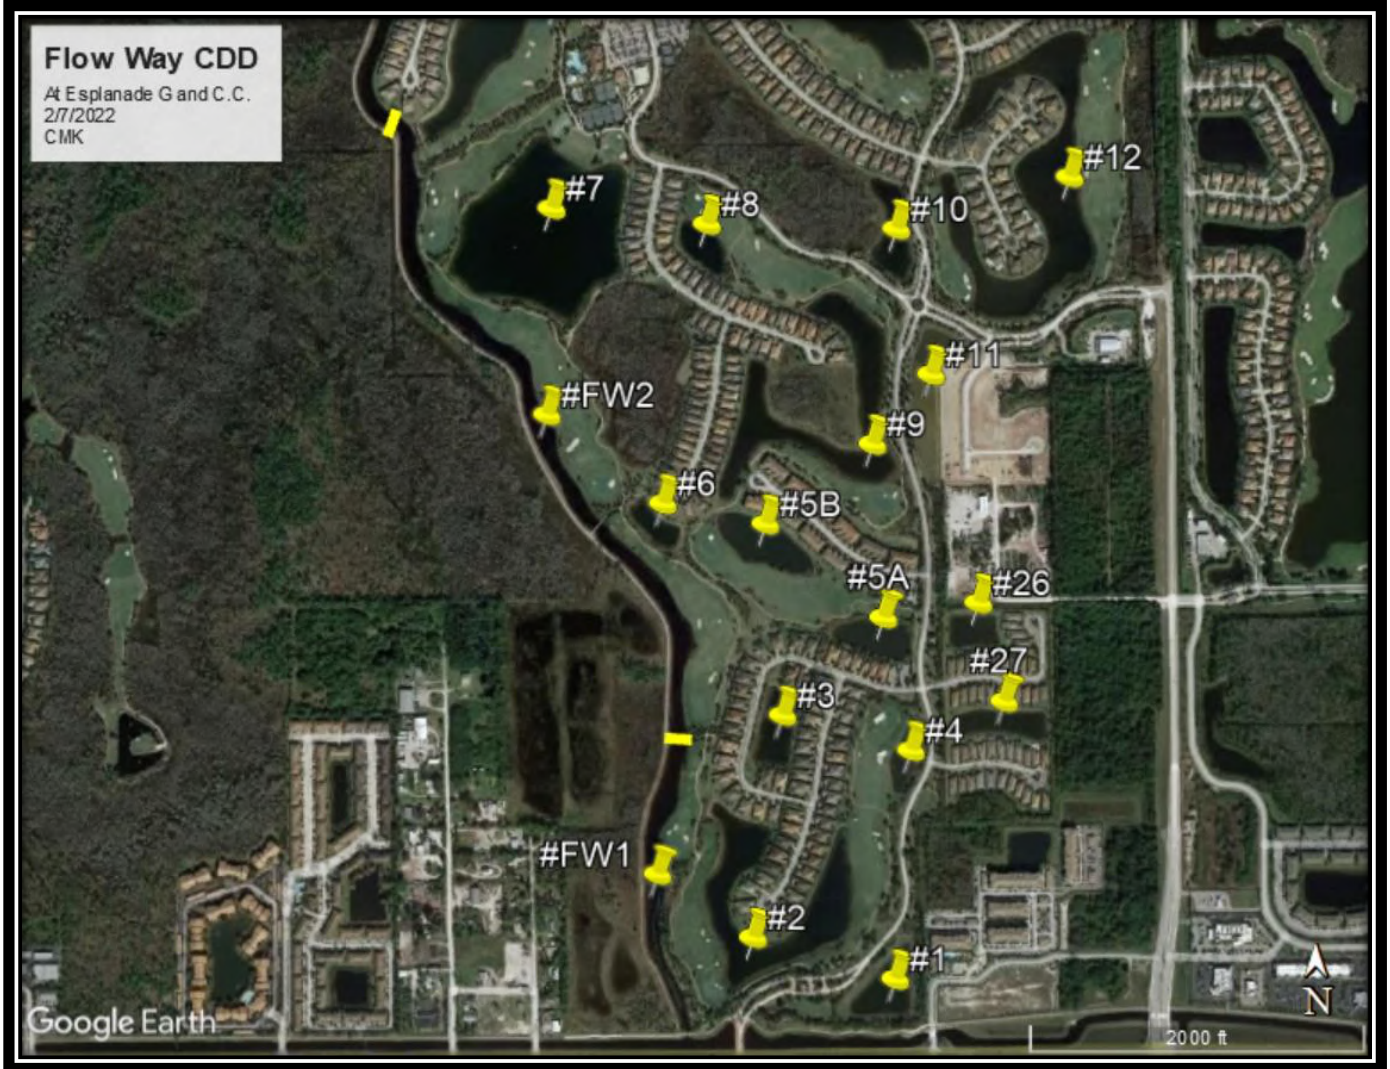 Flow Way CDD
At Esplanade G and C.C.
2/7/2022
CMK
#12
#7
#8
#10
#11
#FW2
#9
#6
#5B
#5A
#26
#27
#3
#4
#FW1
#2
#1
N
Google Earth
2000 ft